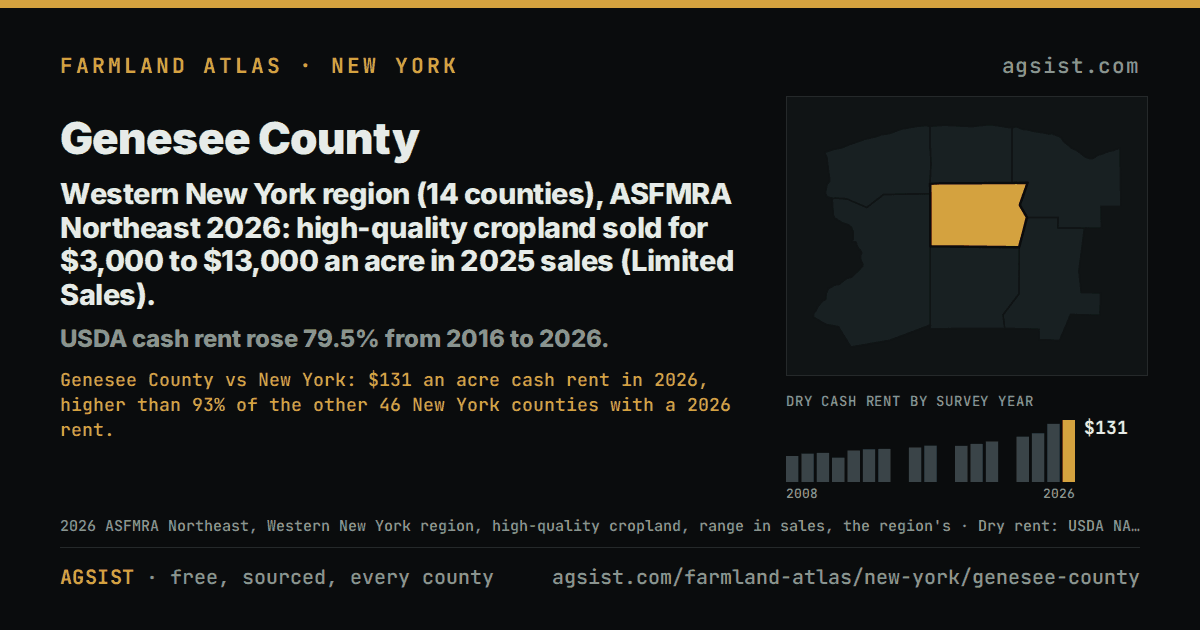 FARMLAND ATLAS · NEW YORK
agsist.com
Genesee County
Western New York region (14 counties), ASFMRA
Northeast 2026: high-quality cropland sold for
$3,000 to $13,000 an acre in 2025 sales (Limited
Sales).
USDA cash rent rose 79.5% from 2016 to 2026.
Genesee County vs New York: $131 an acre cash rent in 2026,
higher than 93% of the other 46 New York counties with a 2026
rent.
DRY CASH RENT BY SURVEY YEAR
$131
2008
2026
2026 ASFMRA Northeast, Western New York region, high-quality cropland, range in sales, the region's · Dry rent: USDA NA…
AGSIST · free, sourced, every county
agsist.com/farmland-atlas/new-york/genesee-county